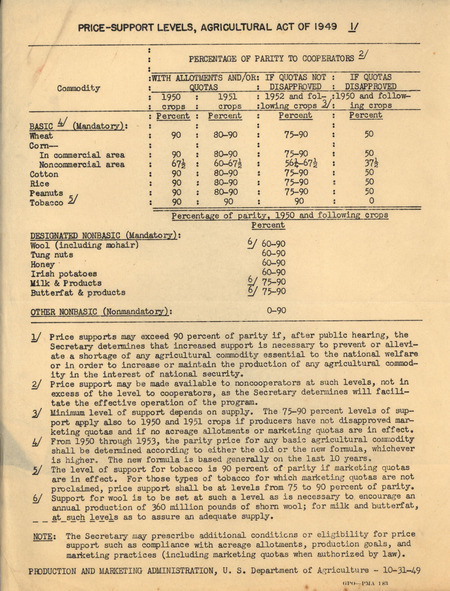 PRICE-SUPPORT LEVELS, AGRICULTURAL ACT OF 1949 1/
PERCENTAGE OF PARITY TO COOPERATORS 2/
Commodity :WITH ALLOTMENTS AND/OR: IF QUOTAS NOT : IF QUOTAS
: QUOTAS : DISAPPROVED : DISAPPROVED
: 1950 : 1951 : 1952 and fol- :1950 and follow-
: crops : crops :lowing crops 3/: ing crops
: Percent : Percent : Percent : Percent
BASIC 4/ (Mandatory):
Wheat : 90 : 80-90 : 75-90 : 50
Corn—
In commercial area : 90 : 80-90 : 75-90 : 50
Noncommercial area : 67½ : 60-67½ : 56¼-67½ : 37½
Cotton : 90 : 80-90 : 75-90 : 50
Rice : 90 : 80-90 : 75-90 : 50
Peanuts : 90 : 80-90 : 75-90 : 50
Tobacco 5/ : 90 : 90 : 90 : 0
Percentage of parity, 1950 and following crops
Percent
DESIGNATED NONBASIC (Mandatory):
Wool (including mohair) 6/ 60-90
Tung nuts 60-90
Honey 60-90
Irish potatoes 60-90
Milk & Products 6/ 75-90
Butterfat & products 6/ 75-90
OTHER NONBASIC (Nonmandatory): 0-90
1/ Price supports may exceed 90 percent of parity if, after public hearing, the
Secretary determines that increased support is necessary to prevent or allevi-
ate a shortage of any agricultural commodity essential to the national welfare
or in order to increase or maintain the production of any agricultural commod-
ity in the interest of national security.
2/ Price support may be made available to noncooperators at such levels, not in
excess of the level to cooperators, as the Secretary determines will facili-
tate the effective operation of the program.
3/ Minimum level of support depends on supply. The 75-90 percent levels of sup-
port apply also to 1950 and 1951 crops if producers have not disapproved mar-
keting quotas and if no acreage allotments or marketing quotas are in effect.
4/ From 1950 through 1953, the parity price for any basic agricultural commodity
shall be determined according to either the old or the new formula, whichever
is higher. The new formula is based generally on the last 10 years.
5/ The level of support for tobacco is 90 percent of parity if marketing quotas
are in effect. For those types of tobacco for which marketing quotas are not
proclaimed, price support shall be at levels from 75 to 90 percent of parity.
6/ Support for wool is to be set at such a level as is necessary to encourage an
annual production of 360 million pounds of shorn wool; for milk and butterfat,
at such levels as to assure an adequate supply.
NOTE: The Secretary may prescribe additional conditions or eligibility for price
support such as compliance with acreage allotments, production goals, and
marketing practices (including marketing quotas when authorized by law).
PRODUCTION AND MARKETING ADMINISTRATION, U. S. Department of Agriculture - 10-31-49
GPO—PMA 183